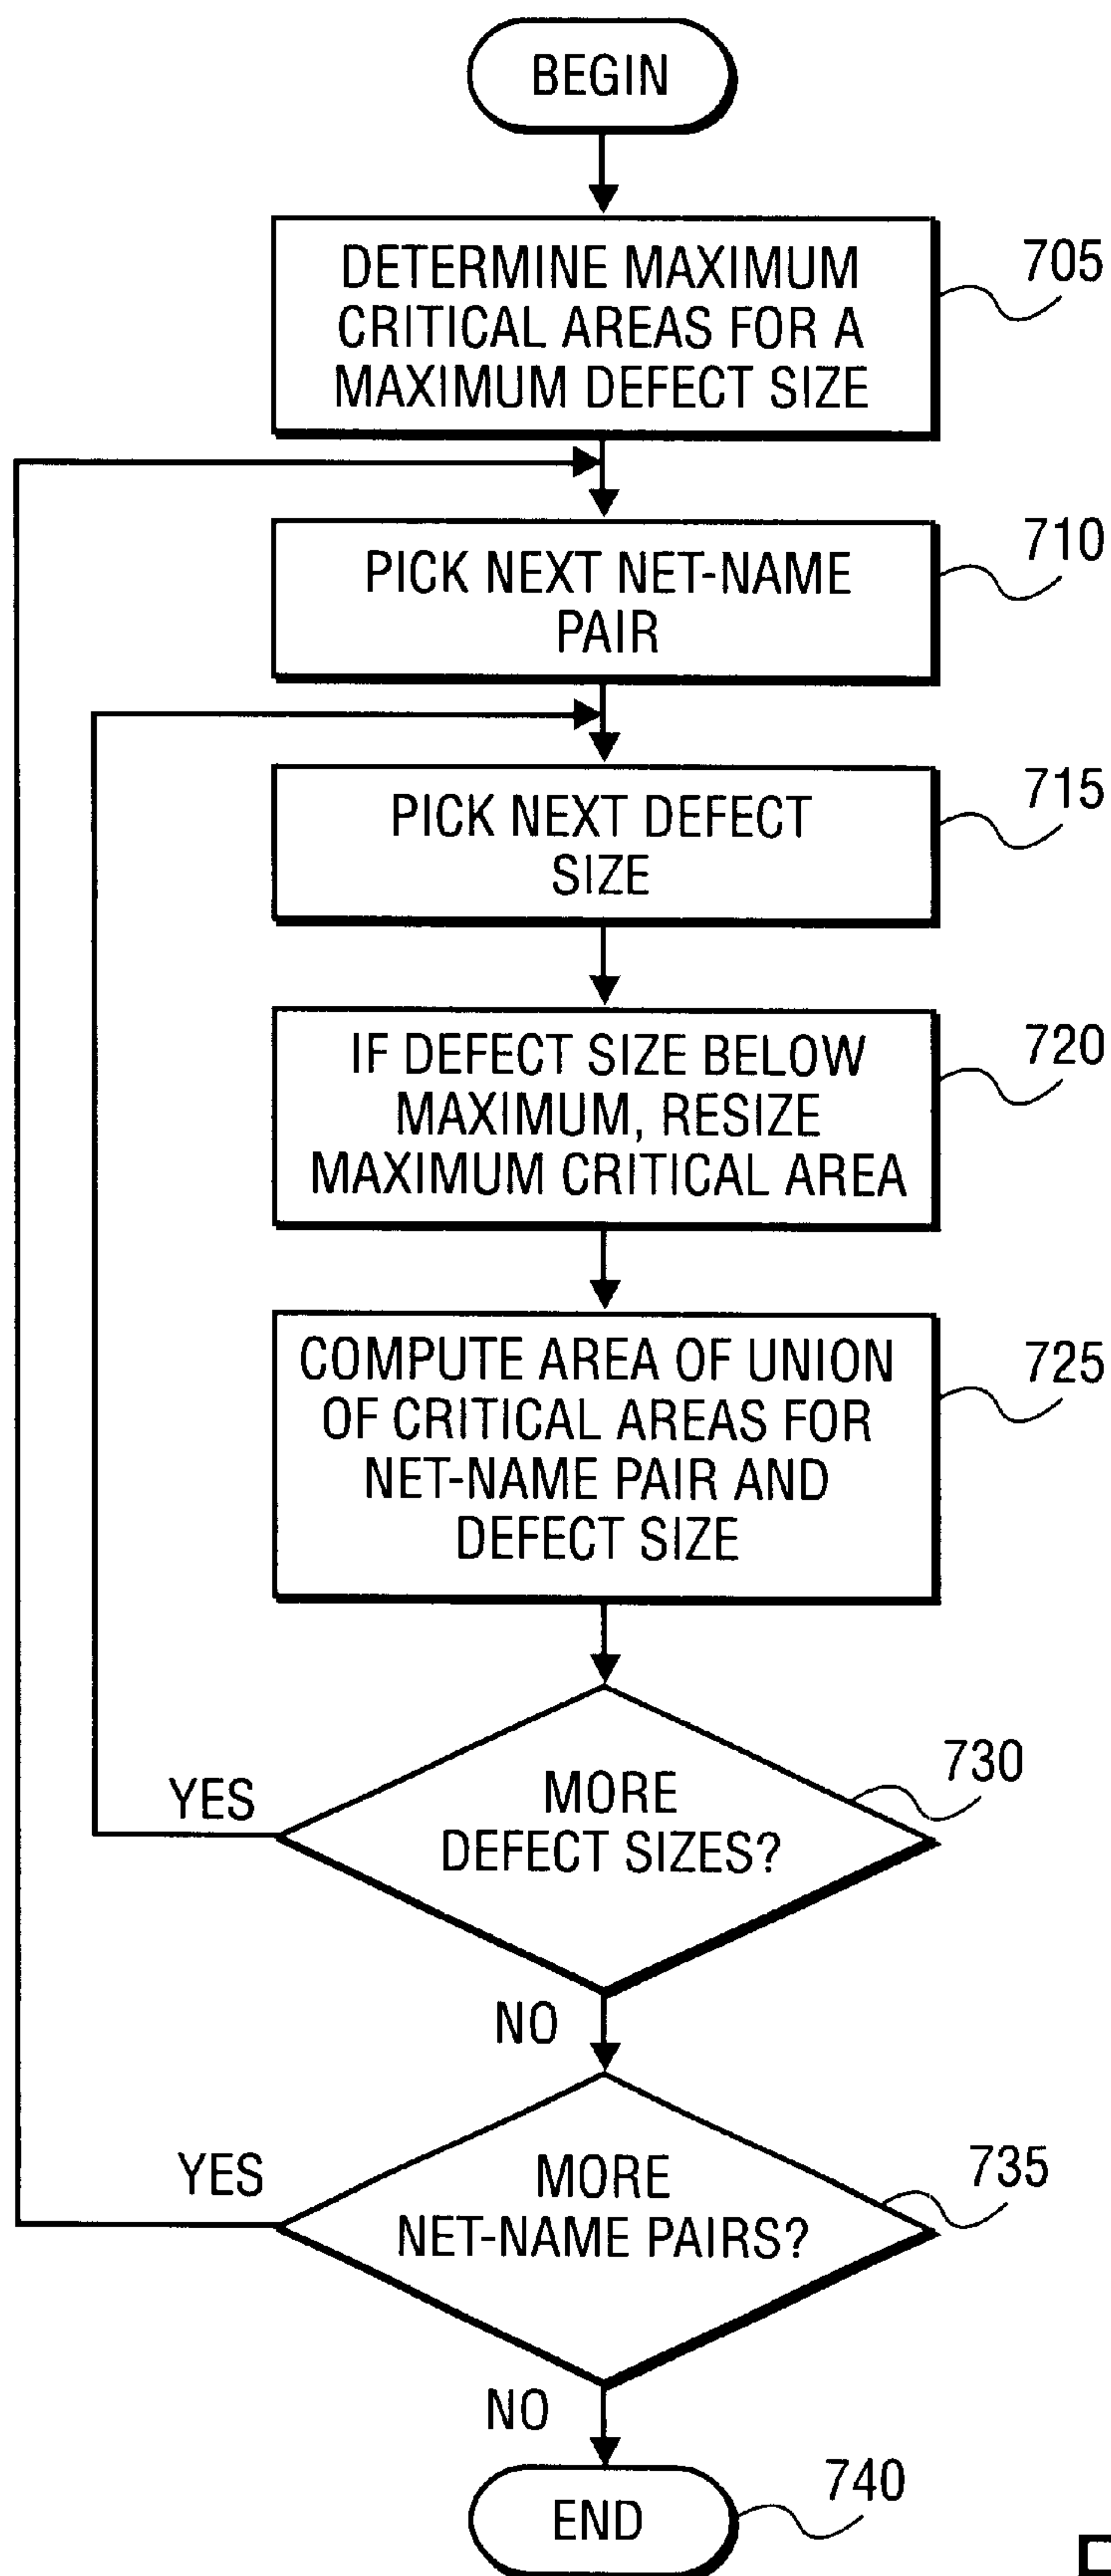 BEGIN
DETERMINE MAXIMUM
CRITICAL AREAS FOR A
MAXIMUM DEFECT SIZE
705
PICK NEXT NET-NAME
PAIR
710
PICK NEXT DEFECT
SIZE
715
IF DEFECT SIZE BELOW
MAXIMUM, RESIZE
MAXIMUM CRITICAL AREA
720
COMPUTE AREA OF UNION
OF CRITICAL AREAS FOR
NET-NAME PAIR AND
DEFECT SIZE
725
MORE
DEFECT SIZES?
730
YES
NO
MORE
NET-NAME PAIRS?
735
YES
NO
END
740